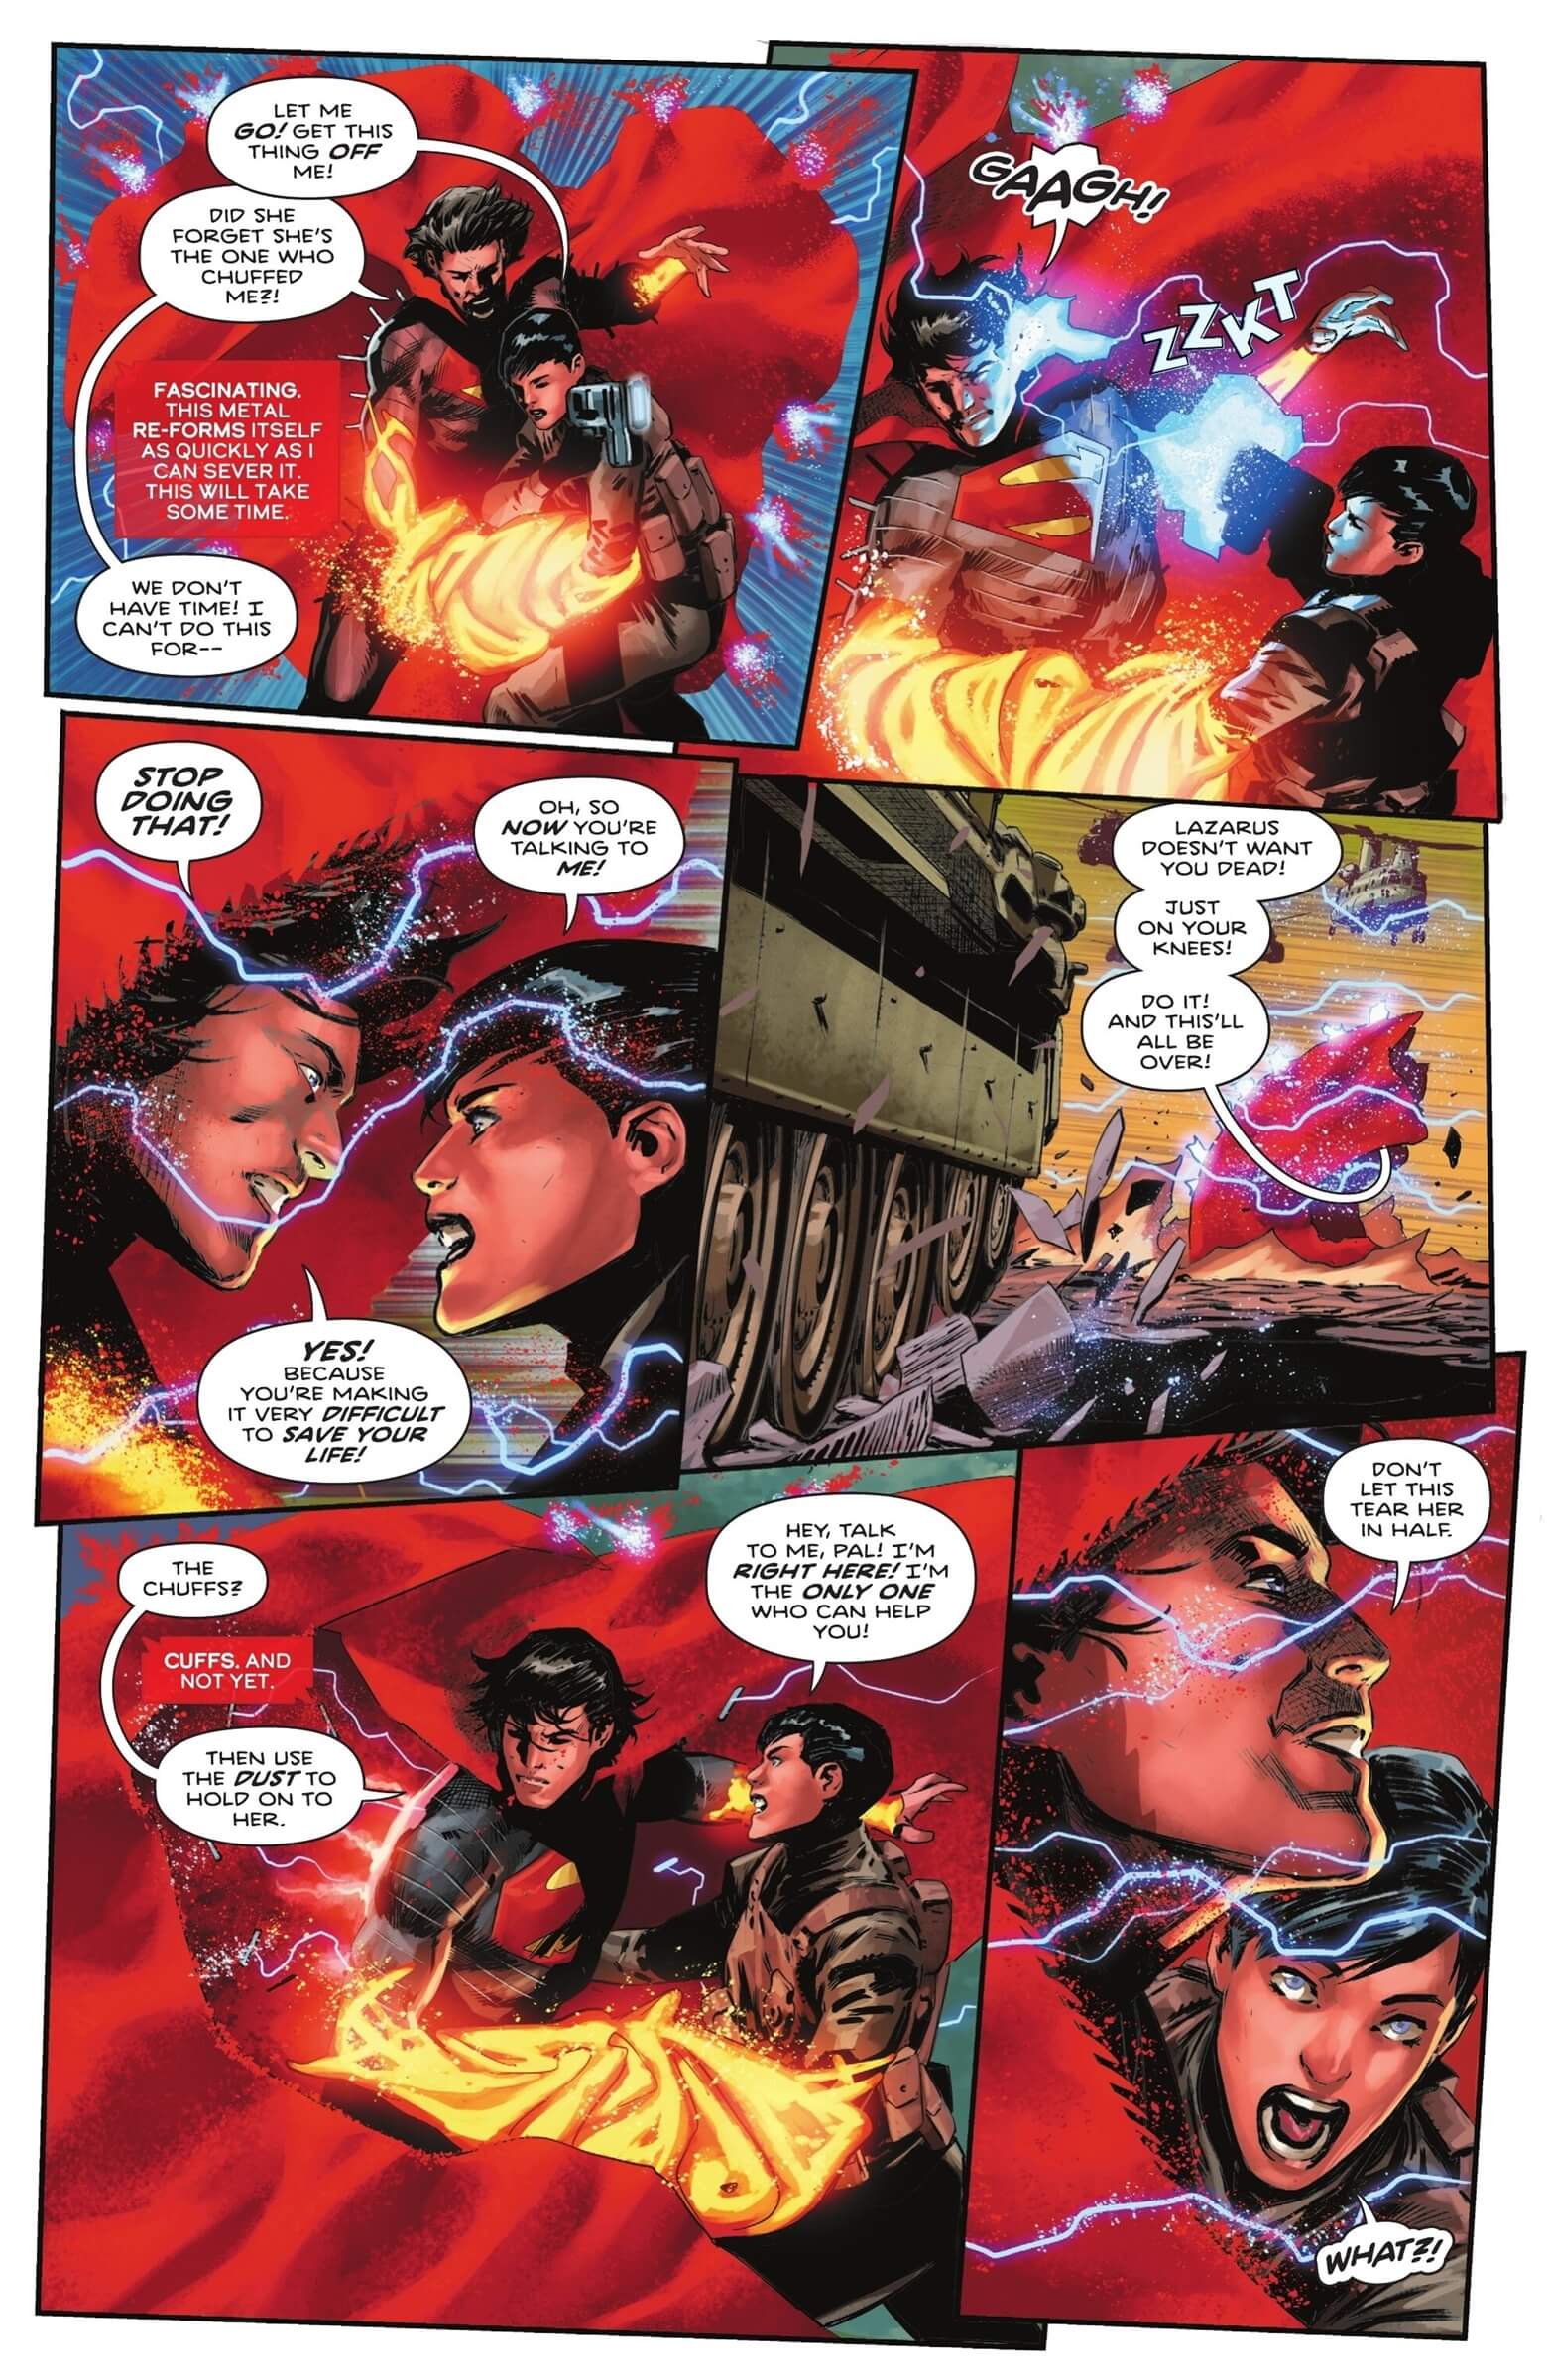 LET ME
GO! GET THIS
THING OFF
ME!
DID SHE
FORGET SHE'S
THE ONE WHO
CHUFFED
ME?!
FASCINATING.
THIS METAL
RE-FORMS ITSELF
AS QUICKLY AS I
CAN SEVER IT.
THIS WILL TAKE
SOME TIME.
WE DON'T
HAVE TIME! I
CAN'T DO THIS
FOR--
GAAGH!
ZZKT
STOP
DOING
THAT!
OH, SO
NOW YOU'RE
TALKING TO
ME!
YES!
BECAUSE
YOU'RE MAKING
IT VERY DIFFICULT
TO SAVE YOUR
LIFE!
LAZARUS
DOESN'T WANT
YOU DEAD!
JUST
ON YOUR
KNEES!
DO IT!
AND THIS'LL
ALL BE
OVER!
THE
CHUFFS?
CUFFS. AND
NOT YET.
THEN USE
THE DUST TO
HOLD ON TO
HER.
HEY, TALK
TO ME, PAL! I'M
RIGHT HERE! I'M
THE ONLY ONE
WHO CAN HELP
YOU!
DON'T
LET THIS
TEAR HER
IN HALF.
WHAT?!